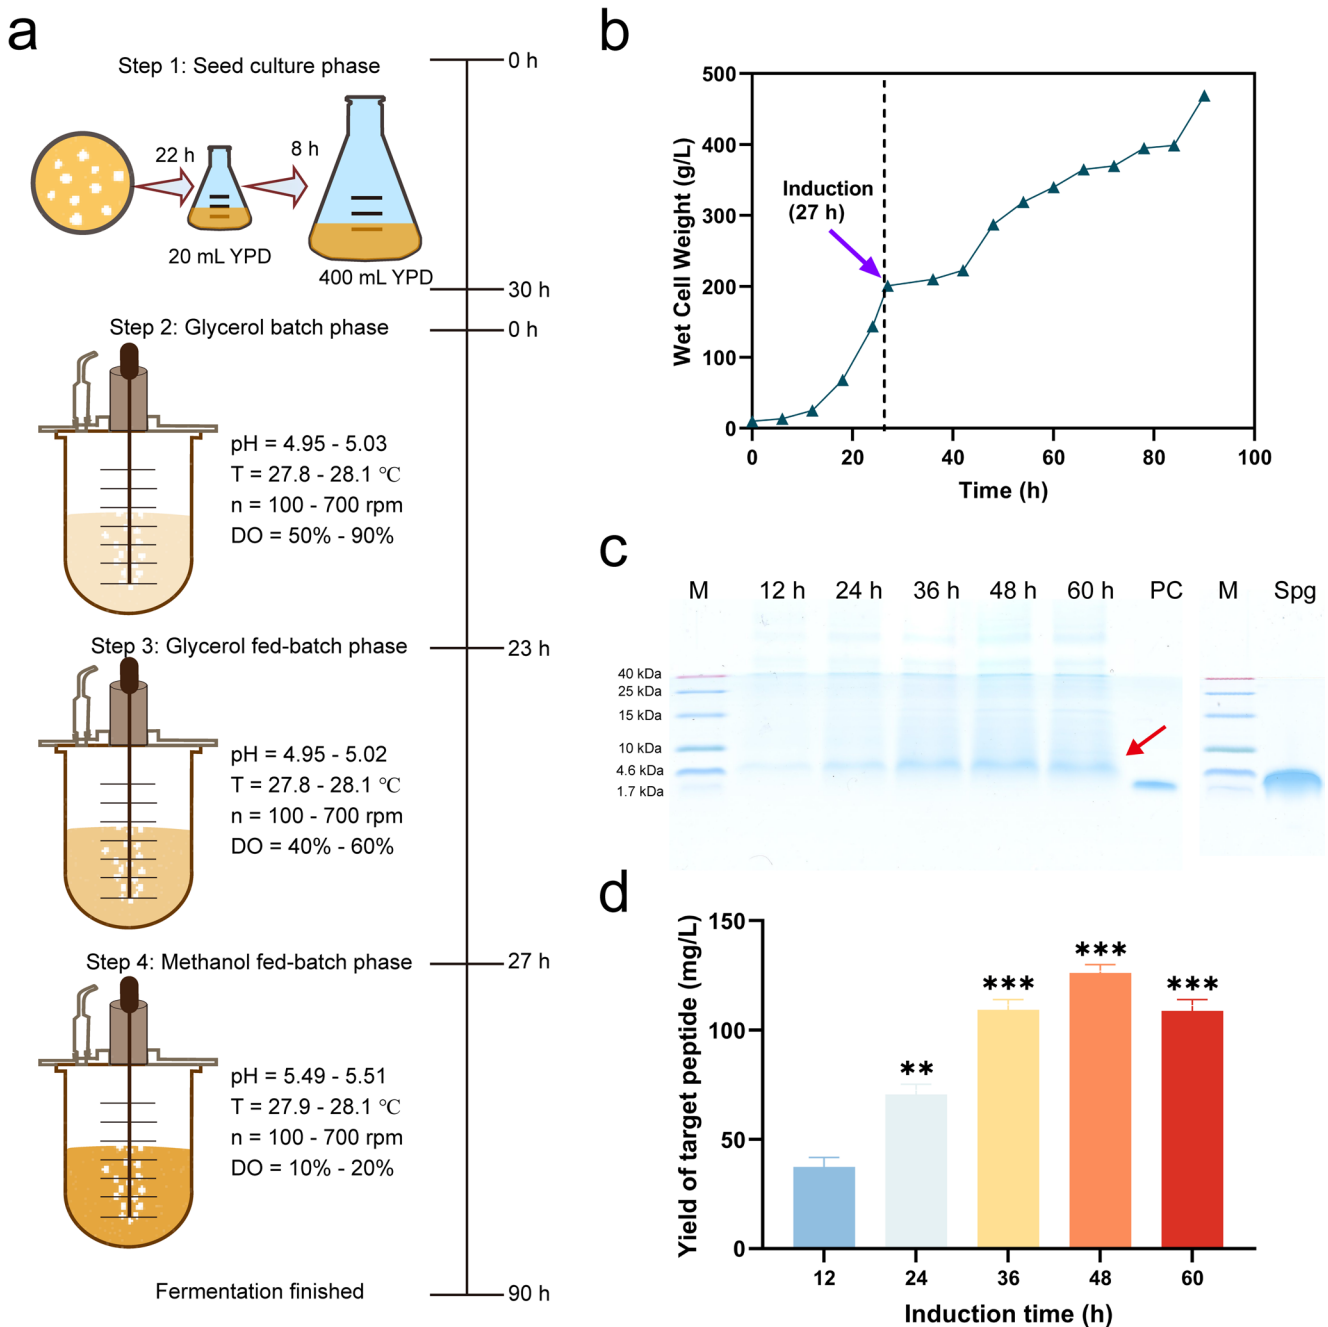 a
Step 1: Seed culture phase
0 h
22 h
8 h
20 mL YPD
400 mL YPD
30 h
Step 2: Glycerol batch phase
0 h
pH = 4.95 - 5.03
T = 27.8 - 28.1 ℃
n = 100 - 700 rpm
DO = 50% - 90%
Step 3: Glycerol fed-batch phase
23 h
pH = 4.95 - 5.02
T = 27.8 - 28.1 ℃
n = 100 - 700 rpm
DO = 40% - 60%
Step 4: Methanol fed-batch phase
27 h
pH = 5.49 - 5.51
T = 27.9 - 28.1 ℃
n = 100 - 700 rpm
DO = 10% - 20%
Fermentation finished
90 h
b
Wet Cell Weight (g/L)
500
400
300
200
100
0
Induction
(27 h)
0 20 40 60 80 100
Time (h)
c
M 12 h 24 h 36 h 48 h 60 h PC M Spg
40 kDa
25 kDa
15 kDa
10 kDa
4.6 kDa
1.7 kDa
d
Yield of target peptide (mg/L)
150
100
50
0
** *** *** ***
12 24 36 48 60
Induction time (h)